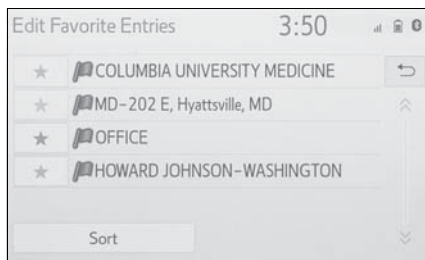 Edit Favorite Entries 3:50
COLUMBIA UNIVERSITY MEDICINE
MD-202 E, Hyattsville, MD
OFFICE
HOWARD JOHNSON-WASHINGTON
Sort